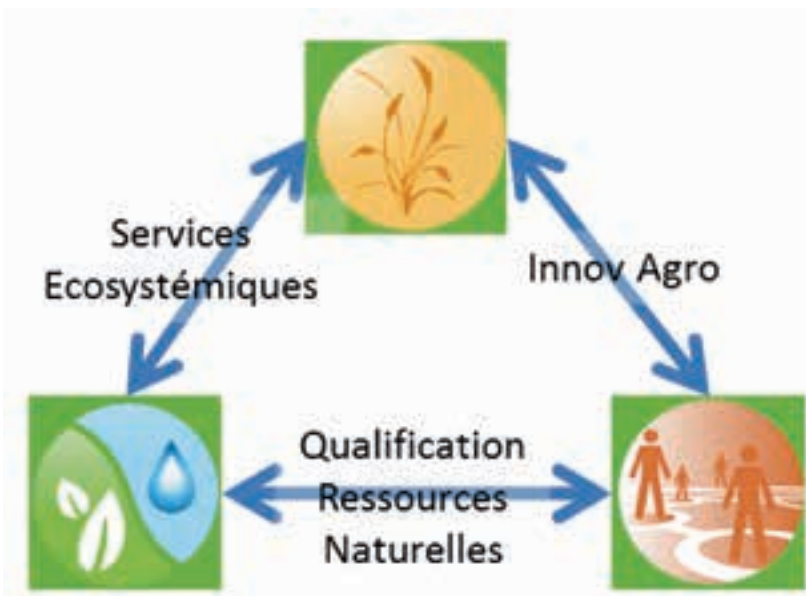 Services
Ecosystémiques
Innov Agro
Qualification
Ressources
Naturelles